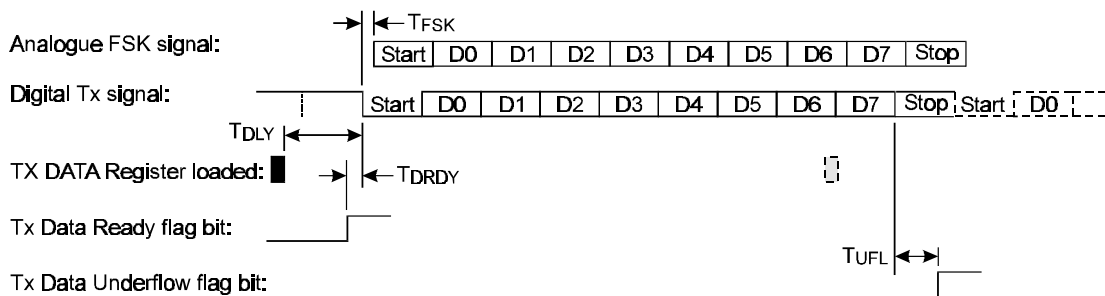 TFSK
Analogue FSK signal:
Start D0 D1 D2 D3 D4 D5 D6 D7 Stop
Digital Tx signal:
Start D0 D1 D2 D3 D4 D5 D6 D7 Stop Start D0
TDLY
TX DATA Register loaded:
TDRDY
Tx Data Ready flag bit:
TUFL
Tx Data Underflow flag bit: